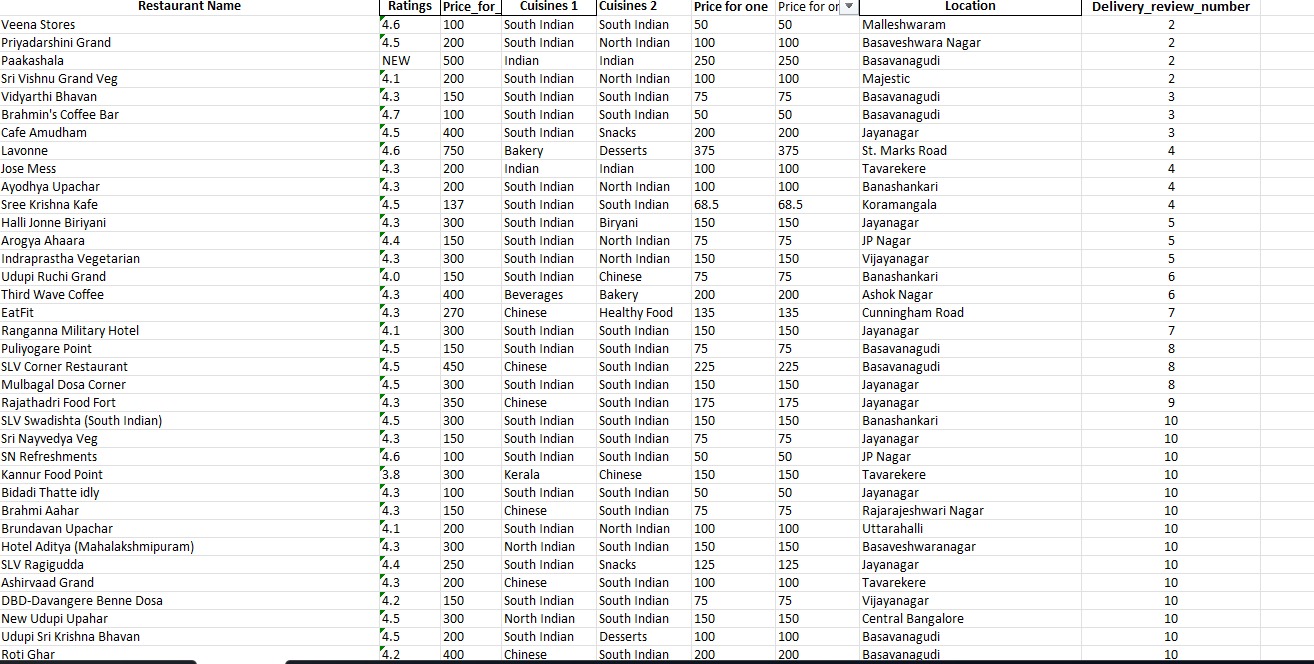 Restaurant Name Ratings Price_for_ Cuisines 1 Cuisines 2 Price for one Price for or Location Delivery_review_number
Veena Stores 4.6 100 South Indian South Indian 50 50 Malleshwaram 2
Priyadarshini Grand 4.5 200 South Indian North Indian 100 100 Basaveshwara Nagar 2
Paakashala NEW 500 Indian Indian 250 250 Basavanagudi 2
Sri Vishnu Grand Veg 4.1 200 South Indian North Indian 100 100 Majestic 2
Vidyarthi Bhavan 4.3 150 South Indian South Indian 75 75 Basavanagudi 3
Brahmin's Coffee Bar 4.7 100 South Indian South Indian 50 50 Basavanagudi 3
Cafe Amudham 4.5 400 South Indian Snacks 200 200 Jayanagar 3
Lavonne 4.6 750 Bakery Desserts 375 375 St. Marks Road 4
Jose Mess 4.3 200 Indian Indian 100 100 Tavarekere 4
Ayodhya Upachar 4.3 200 South Indian North Indian 100 100 Banashankari 4
Sree Krishna Kafe 4.5 137 South Indian South Indian 68.5 68.5 Koramangala 4
Halli Jonne Biriyani 4.3 300 South Indian Biryani 150 150 Jayanagar 5
Arogya Ahaara 4.4 150 South Indian North Indian 75 75 JP Nagar 5
Indraprastha Vegetarian 4.3 300 South Indian North Indian 150 150 Vijayanagar 5
Udupi Ruchi Grand 4.0 150 South Indian Chinese 75 75 Banashankari 6
Third Wave Coffee 4.3 400 Beverages Bakery 200 200 Ashok Nagar 6
EatFit 4.3 270 Chinese Healthy Food 135 135 Cunningham Road 7
Ranganna Military Hotel 4.1 300 South Indian South Indian 150 150 Jayanagar 7
Puliyogare Point 4.5 150 South Indian South Indian 75 75 Basavanagudi 8
SLV Corner Restaurant 4.5 450 Chinese South Indian 225 225 Basavanagudi 8
Mulbagal Dosa Corner 4.5 300 South Indian South Indian 150 150 Jayanagar 8
Rajathadri Food Fort 4.3 350 Chinese South Indian 175 175 Jayanagar 9
SLV Swadishta (South Indian) 4.5 300 South Indian South Indian 150 150 Banashankari 10
Sri Nayvedya Veg 4.3 150 South Indian South Indian 75 75 Jayanagar 10
SN Refreshments 4.6 100 South Indian South Indian 50 50 JP Nagar 10
Kannur Food Point 3.8 300 Kerala Chinese 150 150 Tavarekere 10
Bidadi Thatte idly 4.3 100 South Indian South Indian 50 50 Jayanagar 10
Brahmi Aahar 4.3 150 Chinese South Indian 75 75 Rajarajeshwari Nagar 10
Brundavan Upachar 4.1 200 South Indian North Indian 100 100 Uttarahalli 10
Hotel Aditya (Mahalakshmipuram) 4.3 300 North Indian South Indian 150 150 Basaveshwaranagar 10
SLV Ragigudda 4.4 250 South Indian Snacks 125 125 Jayanagar 10
Ashirvaad Grand 4.3 200 Chinese South Indian 100 100 Tavarekere 10
DBD-Davangere Benne Dosa 4.2 150 South Indian South Indian 75 75 Vijayanagar 10
New Udupi Upahar 4.5 300 North Indian South Indian 150 150 Central Bangalore 10
Udupi Sri Krishna Bhavan 4.5 200 South Indian Desserts 100 100 Basavanagudi 10
Roti Ghar 4.2 400 Chinese South Indian 200 200 Basavanagudi 10